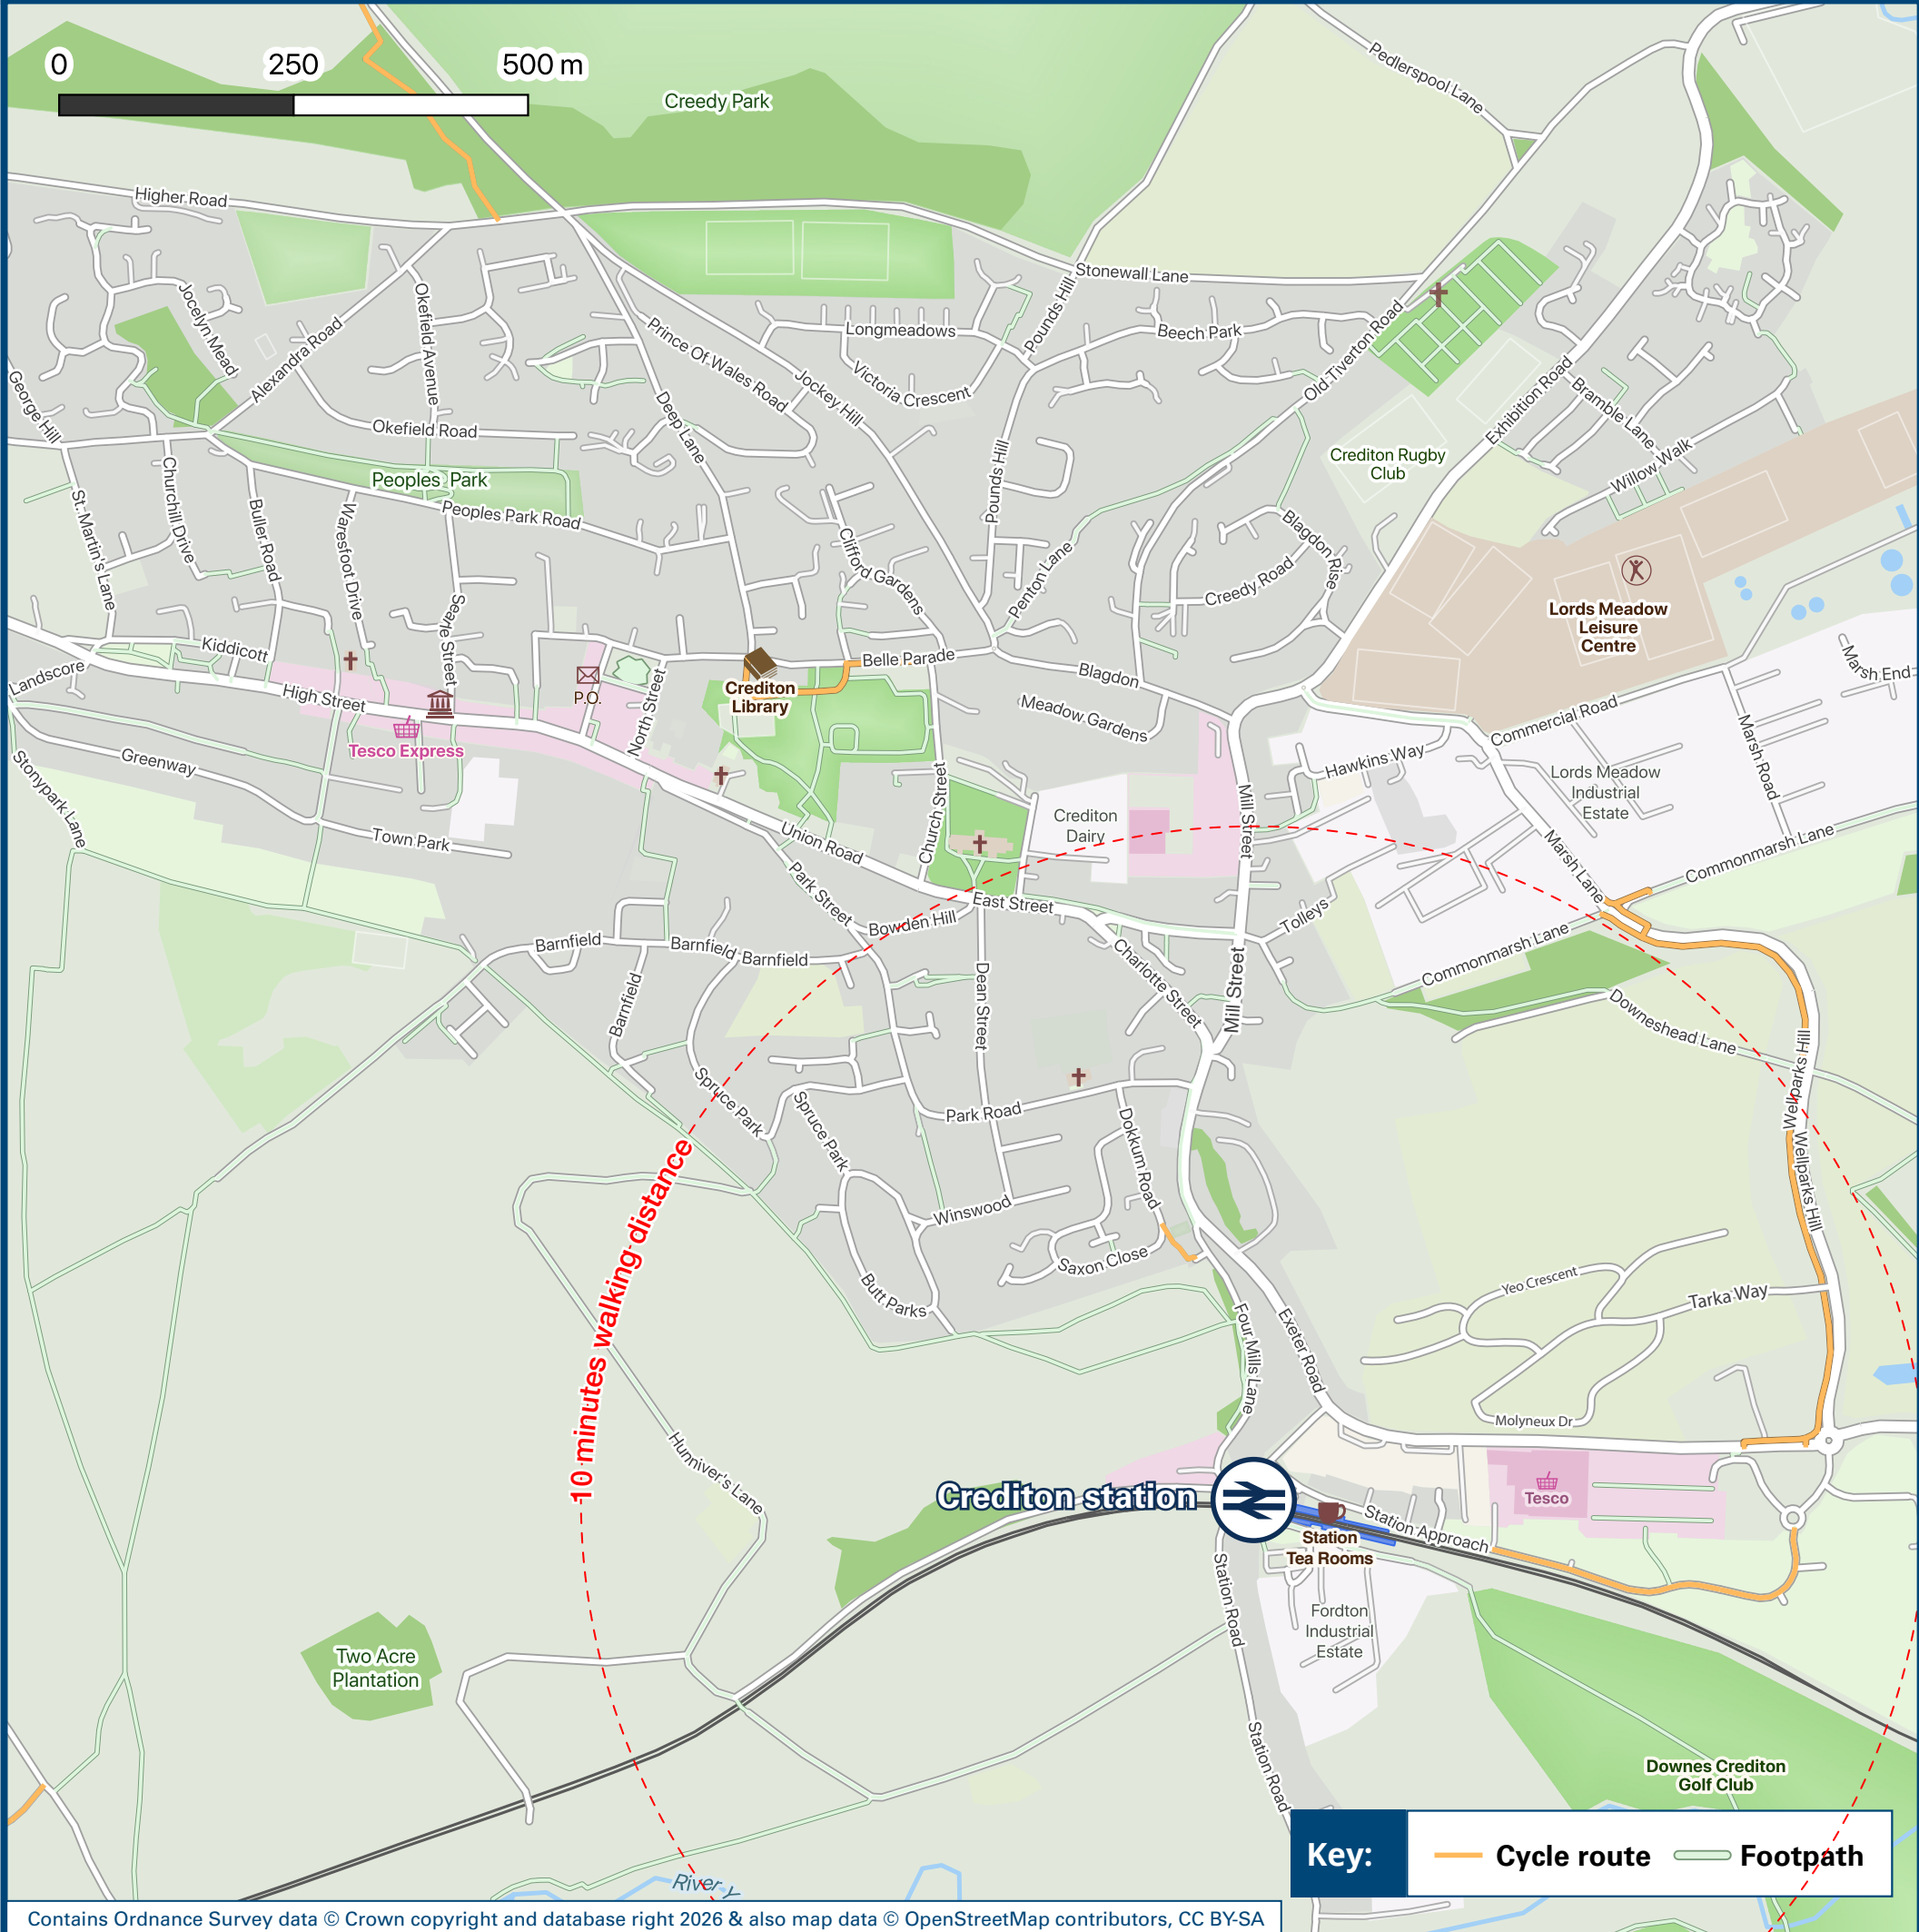 0 250 500 m
Creedy Park
Pedlerspool Lane
Higher Road
Stonewall Lane
Jocelyn Mead
Alexandra Road
Okefield Avenue
Prince Of Wales Road
Longmeadows
Pounds Hill
Beech Park
Old Tiverton Road
George Hill
Okefield Road
Deep Lane
Jockey Hill
Victoria Crescent
Exhibition Road
Bramble Lane
Crediton Rugby
Club
Willow Walk
Peoples Park
Peoples Park Road
St. Martin's Lane
Churchill Drive
Buller Road
Waresfoot Drive
Pounds Hill
Clifford Gardens
Penton Lane
Blagdon Rise
Creedy Road
Lords Meadow
Leisure
Centre
Searle Street
Kiddicott
Landscore
High Street
P.O.
North Street
Crediton
Library
Belle Parade
Blagdon
Meadow Gardens
Marsh End
Commercial Road
Marsh Road
Tesco Express
Greenway
Stonypark Lane
Hawkins Way
Lords Meadow
Industrial
Estate
Town Park
Union Road
Church Street
Crediton
Dairy
Mill Street
Marsh Lane
Commonmarsh Lane
Park Street
East Street
Bowden Hill
Tolleys
Barnfield
Barnfield
Barnfield
Barnfield
Dean Street
Charlotte Street
Mill Street
Commonmarsh Lane
Downeshead Lane
Wellparks Hill
Wellparks Hill
Spruce Park
Spruce Park
Park Road
Dokkum Road
Winswood
Saxon Close
Butt Parks
10 minutes walking distance
Four Mills Lane
Exeter Road
Yeo Crescent
Tarka Way
Molyneux Dr
Hunniver's Lane
Crediton station
Station
Tea Rooms
Station Approach
Tesco
Station Road
Fordton
Industrial
Estate
Two Acre
Plantation
Station Road
Downes Crediton
Golf Club
Key:
Cycle route
Footpath
River Y
Contains Ordnance Survey data © Crown copyright and database right 2026 & also map data © OpenStreetMap contributors, CC BY-SA